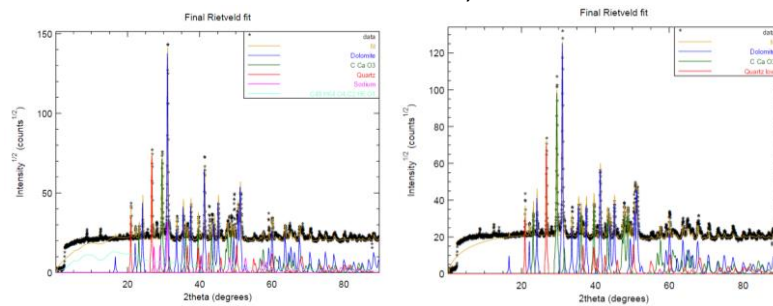 Final Rietveld fit
150
100
50
0
20
40
60
80
Intensity^1/2 (counts^1/2)
2theta (degrees)
data
fit
Dolomite
C Ca O3
Quartz
Sodium
Final Rietveld fit
120
100
80
60
40
20
0
20
40
60
80
Intensity^1/2 (counts^1/2)
2theta (degrees)
data
Dolomite
C Ca O3
Quartz low